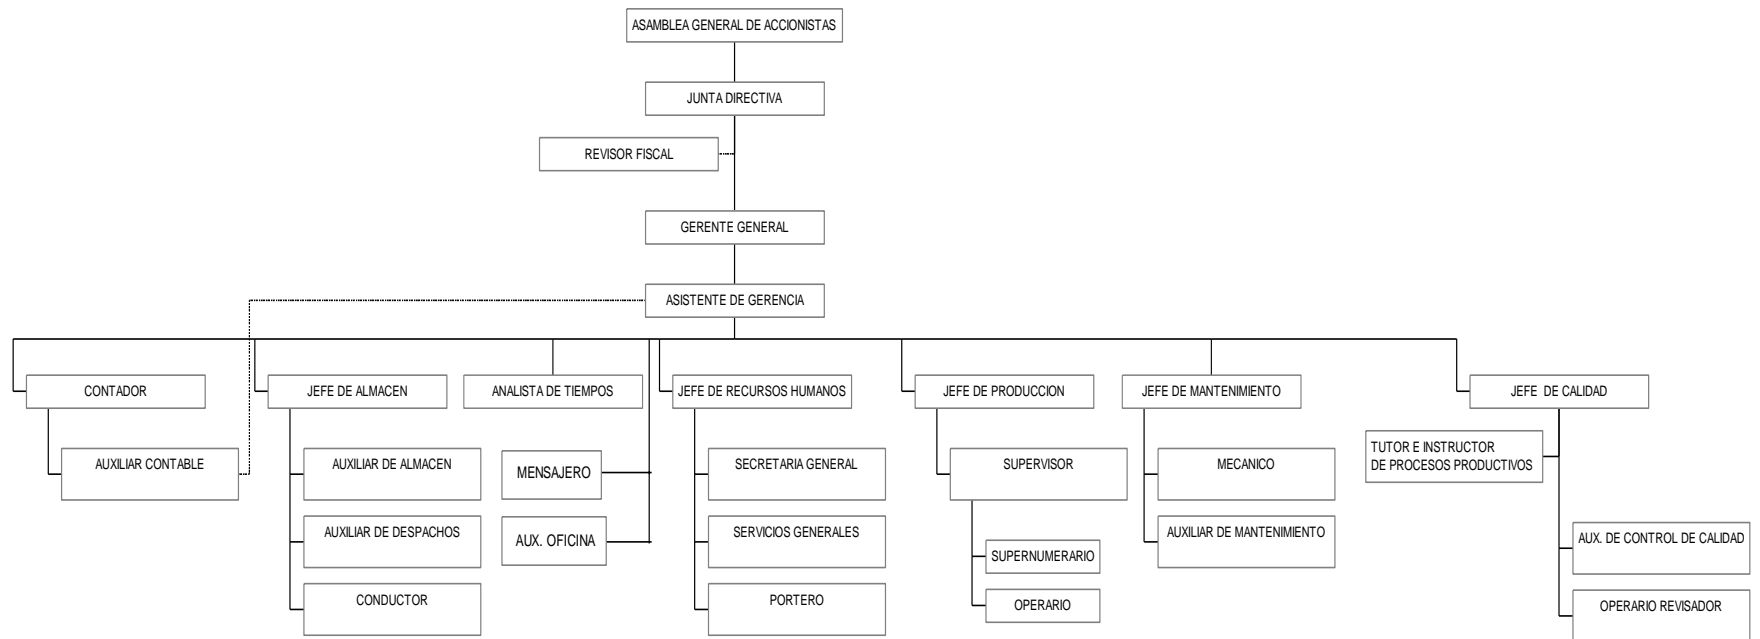 ASAMBLEA GENERAL DE ACCIONISTAS
JUNTA DIRECTIVA
REVISOR FISCAL
GERENTE GENERAL
ASISTENTE DE GERENCIA
CONTADOR
JEFE DE ALMACEN
ANALISTA DE TIEMPOS
JEFE DE RECURSOS HUMANOS
JEFE DE PRODUCCION
JEFE DE MANTENIMIENTO
JEFE DE CALIDAD
AUXILIAR CONTABLE
AUXILIAR DE ALMACEN
MENSAJERO
SECRETARIA GENERAL
SUPERVISOR
MECANICO
TUTOR E INSTRUCTOR
DE PROCESOS PRODUCTIVOS
AUXILIAR DE DESPACHOS
AUX. OFICINA
SERVICIOS GENERALES
SUPERNUMERARIO
AUXILIAR DE MANTENIMIENTO
AUX. DE CONTROL DE CALIDAD
CONDUCTOR
PORTERO
OPERARIO
OPERARIO REVISADOR